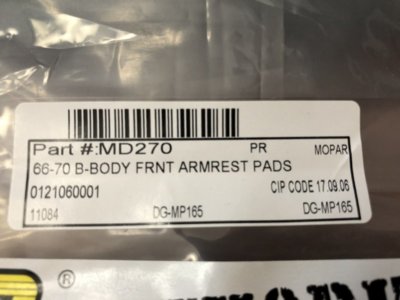 Part #:MD270 PR MOPAR
66-70 B-BODY FRNT ARMREST PADS
0121060001 CIP CODE 17.09.06
11084 DG-MP165 DG-MP165
®